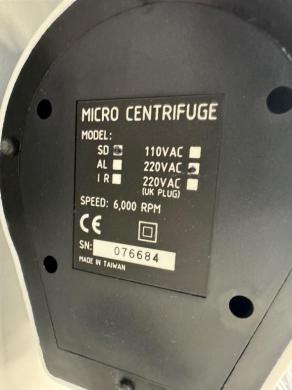 MICRO CENTRIFUGE
MODEL:
SD 110VAC
AL 220VAC
IR 220VAC
(UK PLUG)
SPEED: 6,000 RPM
CE
SN: 076684
MADE IN TAIWAN